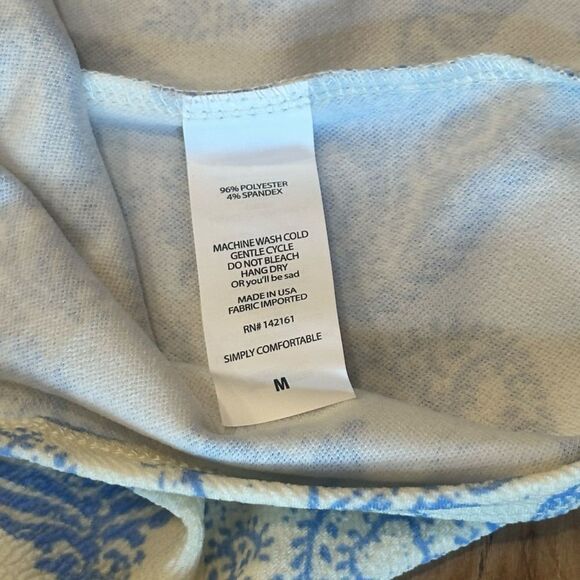 96% POLYESTER
4% SPANDEX
MACHINE WASH COLD
GENTLE CYCLE
DO NOT BLEACH
HANG DRY
OR you'll be sad
MADE IN USA
FABRIC IMPORTED
RN# 142161
SIMPLY COMFORTABLE
M